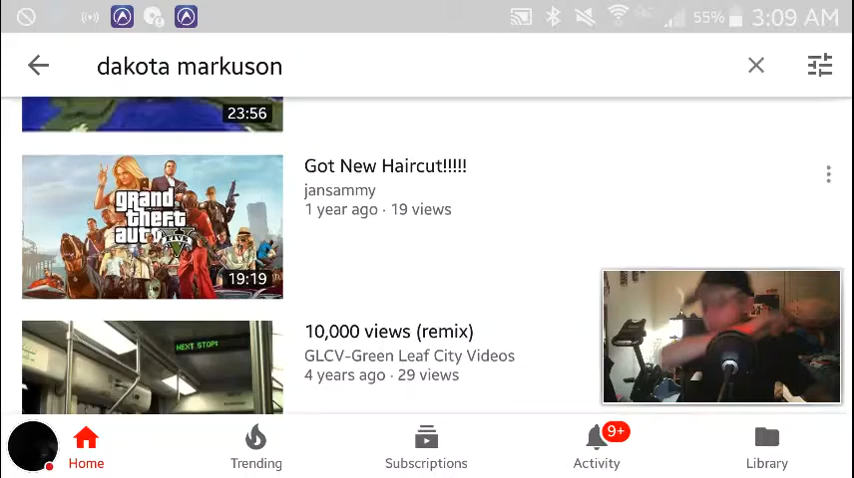 55% 3:09 AM
dakota markuson
23:56
Got New Haircut!!!!!
jansammy
1 year ago · 19 views
grand
theft
auto
FIVE
19:19
NEXT STOP:
10,000 views (remix)
GLCV-Green Leaf City Videos
4 years ago · 29 views
9+
Home
Trending
Subscriptions
Activity
Library